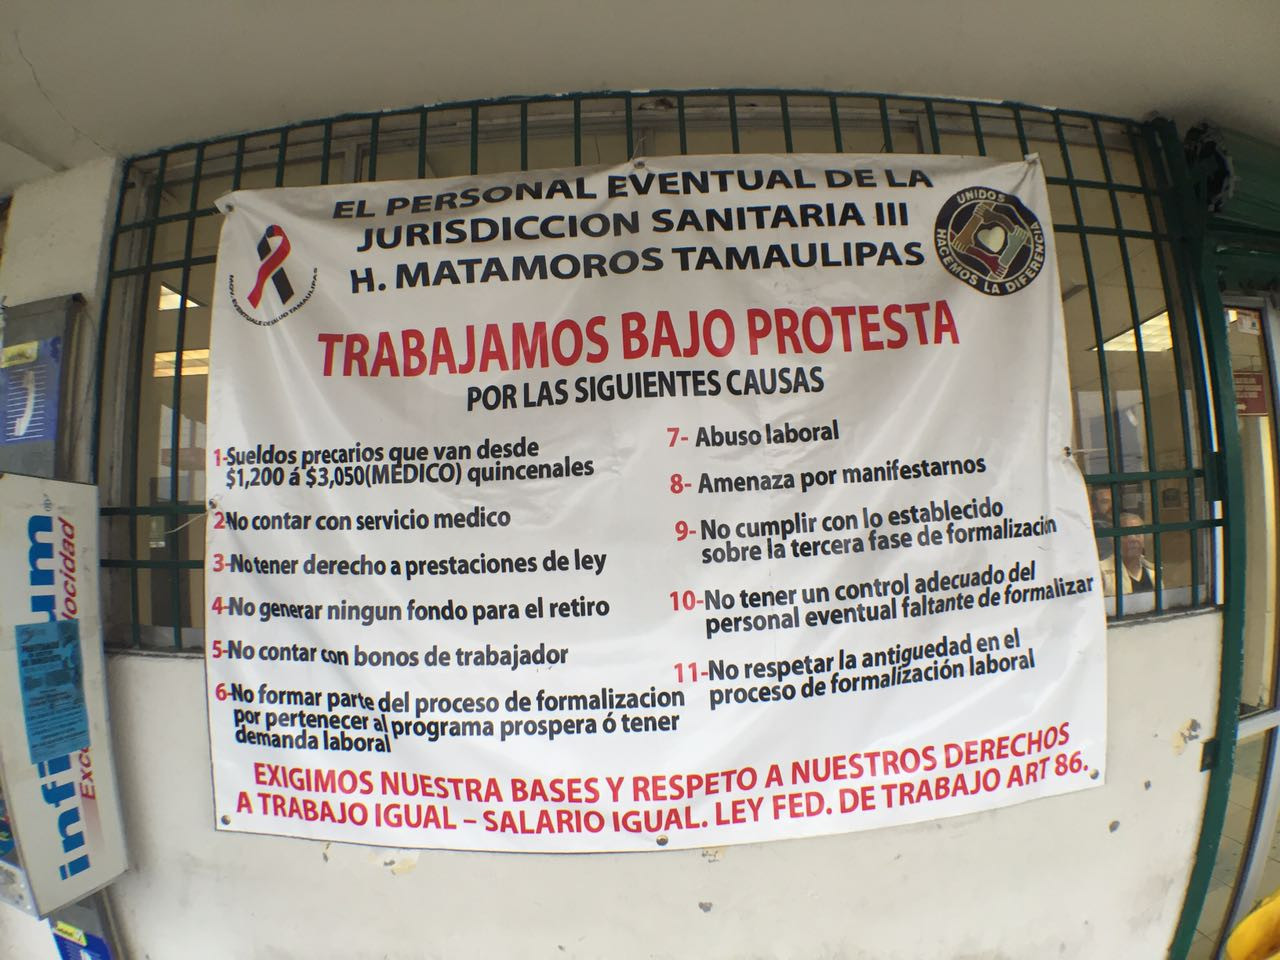 EL PERSONAL EVENTUAL DE LA
JURISDICCION SANITARIA III
H. MATAMOROS TAMAULIPAS
UNIDOS
HACEMOS LA DIFERENCIA
TRABAJAMOS BAJO PROTESTA
POR LAS SIGUIENTES CAUSAS
1-Sueldos precarios que van desde
$1,200 á $3,050(MEDICO) quincenales
2No contar con servicio medico
3-No tener derecho a prestaciones de ley
4-No generar ningun fondo para el retiro
5-No contar con bonos de trabajador
6-No formar parte del proceso de formalizacion
por pertenecer al programa prospera ó tener
demanda laboral
7- Abuso laboral
8- Amenaza por manifestarnos
9- No cumplir con lo establecido
sobre la tercera fase de formalización
10-No tener un control adecuado del
personal eventual faltante de formalizar
11-No respetar la antiguedad en el
proceso de formalización laboral
EXIGIMOS NUESTRA BASES Y RESPETO A NUESTROS DERECHOS
A TRABAJO IGUAL – SALARIO IGUAL. LEY FED. DE TRABAJO ART 86.